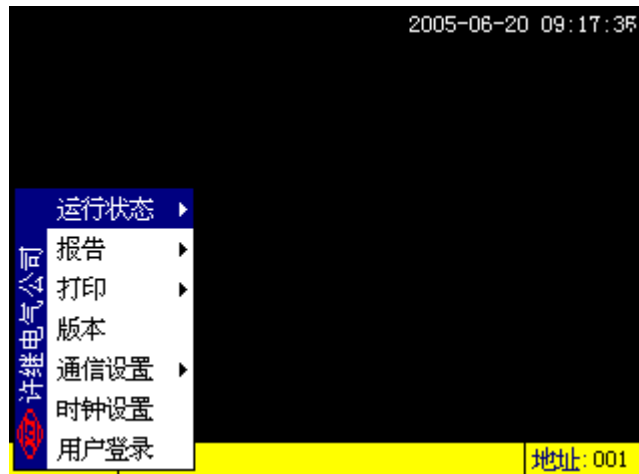 2005-06-20 09:17:35
运行状态
报告
打印
版本
通信设置
时钟设置
用户登录
许继电气公司
地址:001